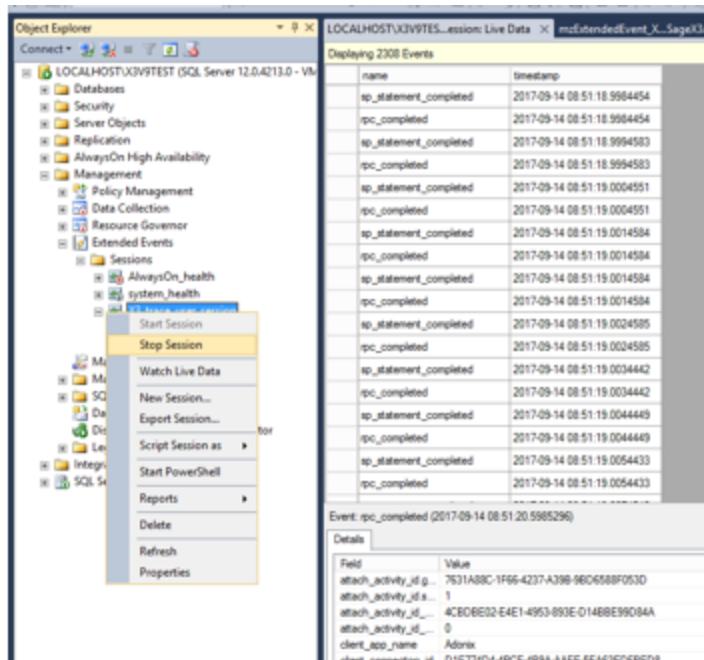 Object Explorer
Connect
LOCALHOST\X3V9TEST (SQL Server 12.0.4213.0 - VM
Databases
Security
Server Objects
Replication
AlwaysOn High Availability
Management
Policy Management
Data Collection
Resource Governor
Extended Events
Sessions
AlwaysOn_health
system_health
Start Session
Stop Session
Watch Live Data
New Session...
Export Session...
Script Session as
Start PowerShell
Reports
Delete
Refresh
Properties
Ma
Ma
SQ
Da
Dis
tor
Le
Integr
SQL Se
LOCALHOST\X3V9TES...ession: Live Data
mzExtendedEvent_X...SageX3
Displaying 2308 Events
name timestamp
sp_statement_completed 2017-09-14 08:51:18.9984454
rpc_completed 2017-09-14 08:51:18.9984454
sp_statement_completed 2017-09-14 08:51:18.9994583
rpc_completed 2017-09-14 08:51:18.9994583
sp_statement_completed 2017-09-14 08:51:19.0004551
rpc_completed 2017-09-14 08:51:19.0004551
sp_statement_completed 2017-09-14 08:51:19.0014584
rpc_completed 2017-09-14 08:51:19.0014584
sp_statement_completed 2017-09-14 08:51:19.0014584
rpc_completed 2017-09-14 08:51:19.0014584
sp_statement_completed 2017-09-14 08:51:19.0024585
rpc_completed 2017-09-14 08:51:19.0024585
sp_statement_completed 2017-09-14 08:51:19.0034442
rpc_completed 2017-09-14 08:51:19.0034442
sp_statement_completed 2017-09-14 08:51:19.0044449
rpc_completed 2017-09-14 08:51:19.0044449
sp_statement_completed 2017-09-14 08:51:19.0054433
rpc_completed 2017-09-14 08:51:19.0054433
Event: rpc_completed (2017-09-14 08:51:20.5985296)
Details
Field Value
attach_activity_id.g... 7631A88C-1F66-4237-A39B-9BD6588F053D
attach_activity_id.s... 1
attach_activity_id_... 4CBDBE02-E4E1-4953-893E-D14BBE99D84A
attach_activity_id_... 0
client_app_name Adonix